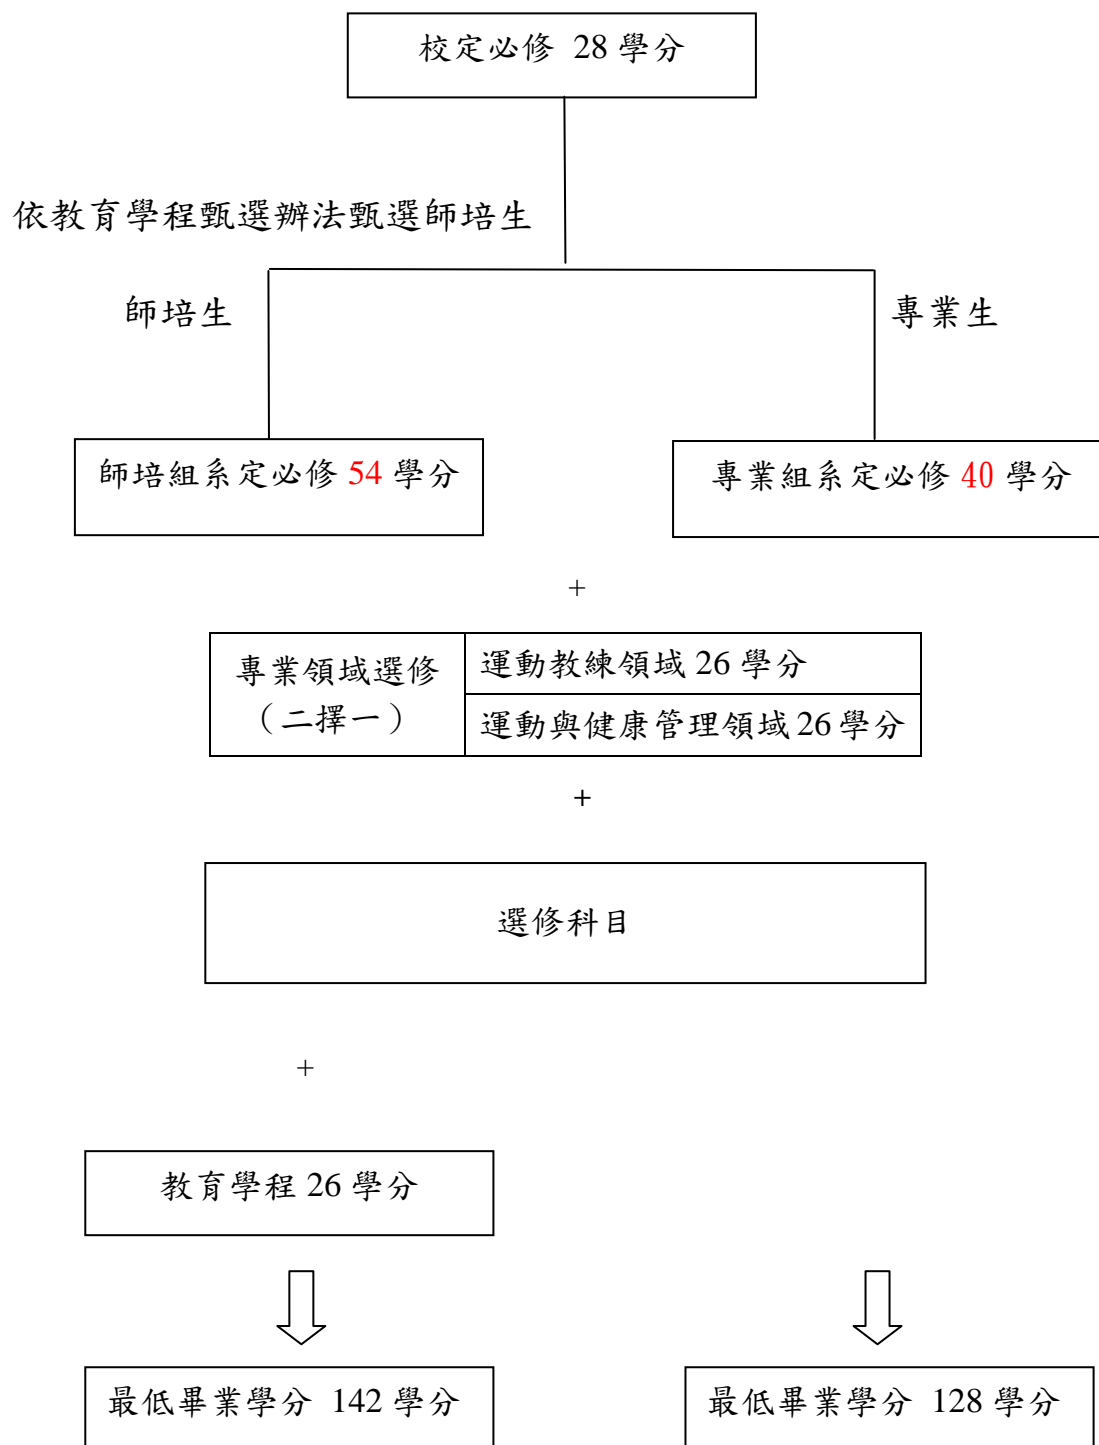 校定必修 28 學分
依教育學程甄選辦法甄選師培生
師培生
專業生
師培組系定必修 54 學分
專業組系定必修 40 學分
+
專業領域選修
（二擇一）
運動教練領域 26 學分
運動與健康管理領域 26 學分
+
選修科目
+
教育學程 26 學分
最低畢業學分 142 學分
最低畢業學分 128 學分